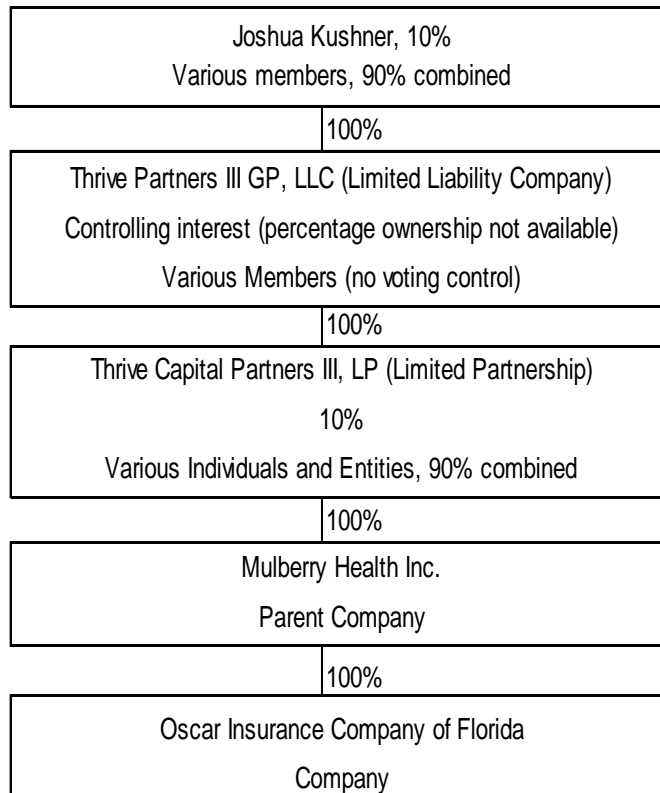 Joshua Kushner, 10%
Various members, 90% combined
100%
Thrive Partners III GP, LLC (Limited Liability Company)
Controlling interest (percentage ownership not available)
Various Members (no voting control)
100%
Thrive Capital Partners III, LP (Limited Partnership)
10%
Various Individuals and Entities, 90% combined
100%
Mulberry Health Inc.
Parent Company
100%
Oscar Insurance Company of Florida
Company